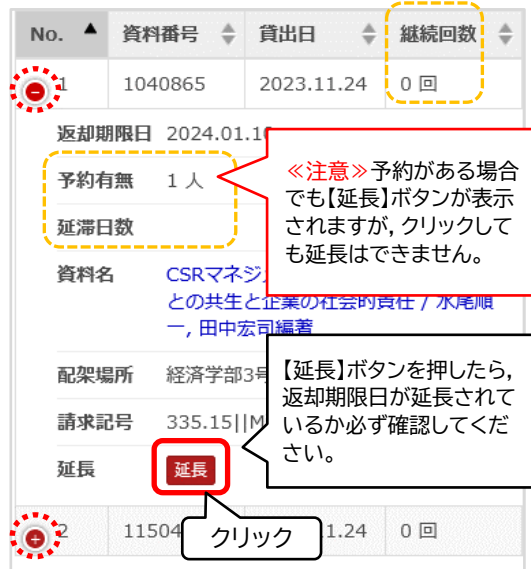 No. 資料番号 貸出日 継続回数
1 1040865 2023.11.24 0 回
返却期限日 2024.01.1
予約有無 1 人
≪注意≫予約がある場合
でも【延長】ボタンが表示
されますが，クリックして
も延長はできません。
延滞日数
資料名 CSRマネジ
との共生と企業の社会的責任 / 水尾順
一, 田中宏司編著
【延長】ボタンを押したら，
返却期限日が延長されて
いるか必ず確認してくだ
さい。
配架場所 経済学部3号
請求記号 335.15||M
延長 延長
クリック
2 11504 1.24 0 回